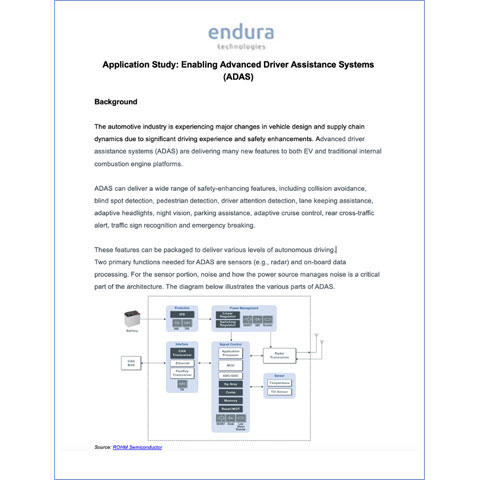 endura
technologies
Application Study: Enabling Advanced Driver Assistance Systems
(ADAS)
Background
The automotive industry is experiencing major changes in vehicle design and supply chain
dynamics due to significant driving experience and safety enhancements. Advanced driver
assistance systems (ADAS) are delivering many new features to both EV and traditional internal
combustion engine platforms.
ADAS can deliver a wide range of safety-enhancing features, including collision avoidance,
blind spot detection, pedestrian detection, driver attention detection, lane keeping assistance,
adaptive headlights, night vision, parking assistance, adaptive cruise control, rear cross-traffic
alert, traffic sign recognition and emergency breaking.
These features can be packaged to deliver various levels of autonomous driving.
Two primary functions needed for ADAS are sensors (e.g., radar) and on-board data
processing. For the sensor portion, noise and how the power source manages noise is a critical
part of the architecture. The diagram below illustrates the various parts of ADAS.
Protection
Power Management
Linear
Regulator
Switching
Regulator
Battery
Interface
CAN
Transceiver
Ethernet
FlexRay
Transceiver
CAN
BUS
Signal Control
Application
Processor
MCU
Op Amp
Comp
Memory
Reset/WDT
Radar
Transceiver
Sensor
Temperature
Source: ROHM Semiconductor